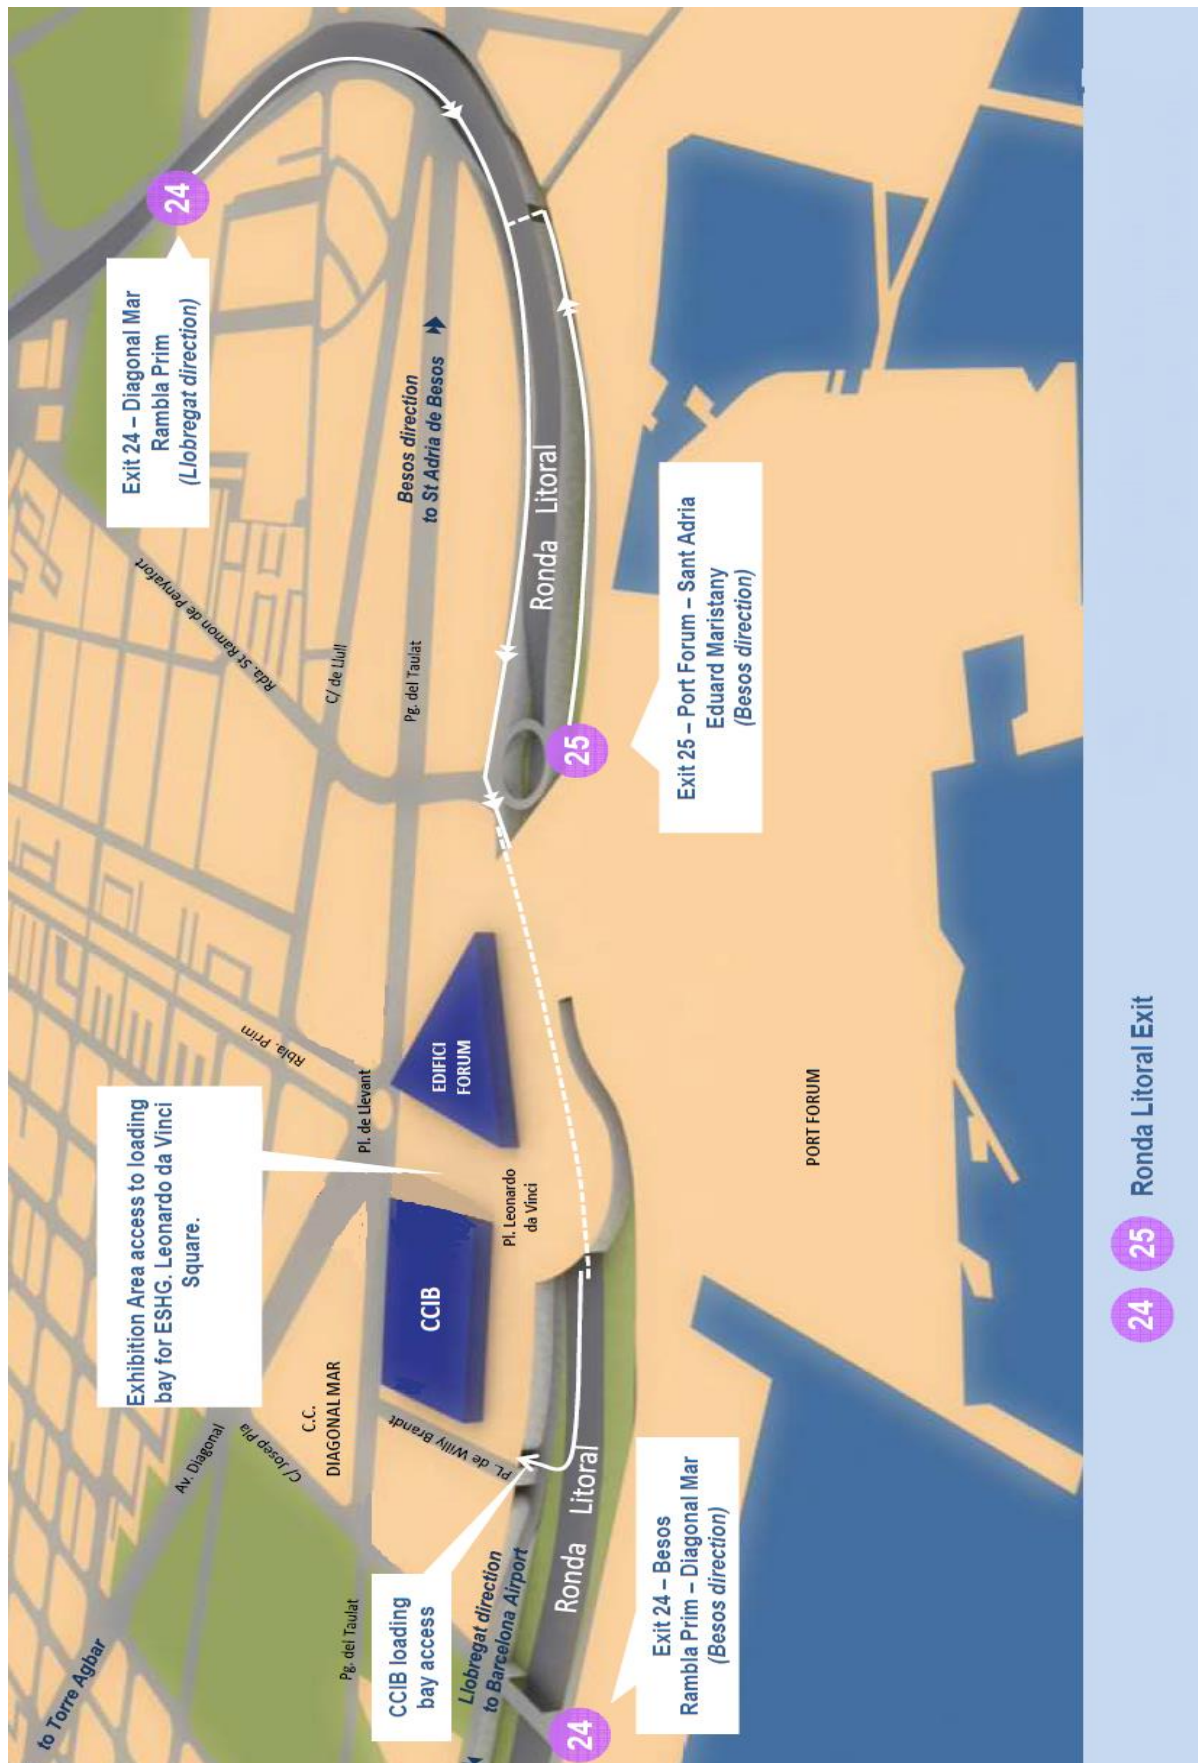 24
Exit 24 – Diagonal Mar
Rambla Prim
(Llobregat direction)
Besos direction
to St Adria de Besos
Ronda Litoral
Rda. St Ramon de Penyafort
C/ de Llull
Pg. del Taulat
25
Exit 25 – Port Forum – Sant Adria
Eduard Maristany
(Besos direction)
Rbla. Prim
Pl. de Llevant
EDIFICI
FORUM
Exhibition Area access to loading
bay for ESHG. Leonardo da Vinci
Square.
Pl. Leonardo
da Vinci
CCIB
PORT FORUM
Av. Diagonal
C/ Josep Pla
C.C.
DIAGONAL MAR
PL. de Willy Brandt
to Torre Agbar
Pg. del Taulat
CCIB loading
bay access
Llobregat direction
to Barcelona Airport
Ronda Litoral
24
Exit 24 – Besos
Rambla Prim – Diagonal Mar
(Besos direction)
24 25 Ronda Litoral Exit